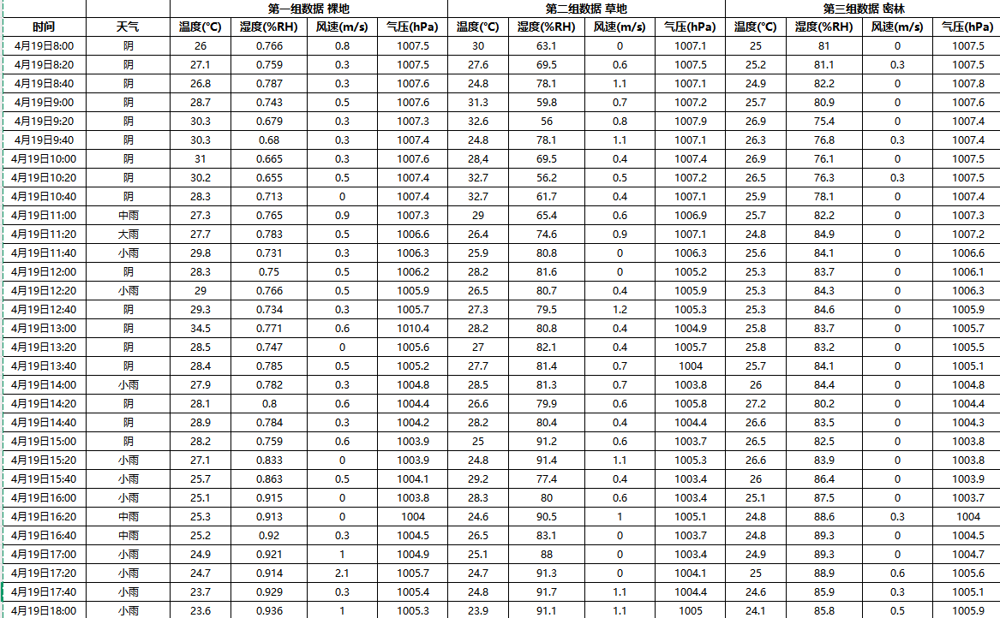 第一组数据 裸地 第二组数据 草地 第三组数据 密林
时间 天气 温度(℃) 湿度(%RH) 风速(m/s) 气压(hPa) 温度(℃) 湿度(%RH) 风速(m/s) 气压(hPa) 温度(℃) 湿度(%RH) 风速(m/s) 气压(hPa)
4月19日8:00 阴 26 0.766 0.8 1007.5 30 63.1 0 1007.1 25 81 0 1007.5
4月19日8:20 阴 27.1 0.759 0.3 1007.5 27.6 69.5 0.6 1007.5 25.2 81.1 0.3 1007.5
4月19日8:40 阴 26.8 0.787 0.3 1007.6 24.8 78.1 1.1 1007.1 24.9 82.2 0 1007.8
4月19日9:00 阴 28.7 0.743 0.5 1007.6 31.3 59.8 0.7 1007.2 25.7 80.9 0 1007.6
4月19日9:20 阴 30.3 0.679 0.3 1007.3 32.6 56 0.8 1007.9 26.9 75.4 0 1007.4
4月19日9:40 阴 30.3 0.68 0.3 1007.4 24.8 78.1 1.1 1007.1 26.3 76.8 0.3 1007.4
4月19日10:00 阴 31 0.665 0.3 1007.6 28,4 69.5 0.4 1007.4 26.9 76.1 0 1007.5
4月19日10:20 阴 30.2 0.655 0.5 1007.4 32.7 56.2 0.5 1007.2 26.5 76.3 0.3 1007.5
4月19日10:40 阴 28.3 0.713 0 1007.4 32.7 61.7 0.4 1007.1 25.9 78.1 0 1007.4
4月19日11:00 中雨 27.3 0.765 0.9 1007.3 29 65.4 0.6 1006.9 25.7 82.2 0 1007.3
4月19日11:20 大雨 27.7 0.783 0.5 1006.6 26.4 74.6 0.9 1007.1 24.8 84.9 0 1007.2
4月19日11:40 小雨 29.8 0.731 0.3 1006.3 25.9 80.8 0 1006.3 25.6 84.1 0 1006.6
4月19日12:00 阴 28.3 0.75 0.5 1006.2 28.2 81.6 0 1005.2 25.3 83.7 0 1006.1
4月19日12:20 小雨 29 0.766 0.5 1005.9 26.5 80.7 0.4 1005.9 25.3 84.3 0 1006.3
4月19日12:40 阴 29.3 0.734 0.3 1005.7 27.3 79.5 1.2 1005.3 25.3 84.6 0 1005.9
4月19日13:00 阴 34.5 0.771 0.6 1010.4 28.2 80.8 0.4 1004.9 25.8 83.7 0 1005.7
4月19日13:20 阴 28.5 0.747 0 1005.6 27 82.1 0.4 1005.7 25.8 83.2 0 1005.5
4月19日13:40 阴 28.4 0.785 0.5 1005.2 27.7 81.4 0.7 1004 25.7 84.1 0 1005.1
4月19日14:00 小雨 27.9 0.782 0.3 1004.8 28.5 81.3 0.7 1003.8 26 84.4 0 1004.8
4月19日14:20 阴 28.1 0.8 0.6 1004.4 26.6 79.9 0.6 1005.8 27.2 80.2 0 1004.4
4月19日14:40 阴 28.9 0.784 0.3 1004.2 28.2 80.4 0.4 1004.4 26.6 83.5 0 1004.3
4月19日15:00 阴 28.2 0.759 0.6 1003.9 25 91.2 0.6 1003.7 26.5 82.5 0 1003.8
4月19日15:20 小雨 27.1 0.833 0 1003.9 24.8 91.4 1.1 1005.3 26.6 83.9 0 1003.8
4月19日15:40 小雨 25.7 0.863 0.5 1004.1 29.2 77.4 0.4 1003.4 26 86.4 0 1003.9
4月19日16:00 小雨 25.1 0.915 0 1003.8 28.3 80 0.6 1003.4 25.1 87.5 0 1003.7
4月19日16:20 中雨 25.3 0.913 0 1004 24.6 90.5 1 1005.1 24.8 88.6 0.3 1004
4月19日16:40 中雨 25.2 0.92 0.3 1004.5 26.5 83.1 0 1003.7 24.8 89.3 0 1004.5
4月19日17:00 小雨 24.9 0.921 1 1004.9 25.1 88 0 1003.4 24.9 89.3 0 1004.7
4月19日17:20 小雨 24.7 0.914 2.1 1005.7 24.7 91.3 0 1004.1 25 88.9 0.6 1005.6
4月19日17:40 小雨 23.7 0.929 0.3 1005.4 24.8 91.7 1.1 1004.4 24.6 85.9 0.3 1005.1
4月19日18:00 小雨 23.6 0.936 1 1005.3 23.9 91.1 1.1 1005 24.1 85.8 0.5 1005.9